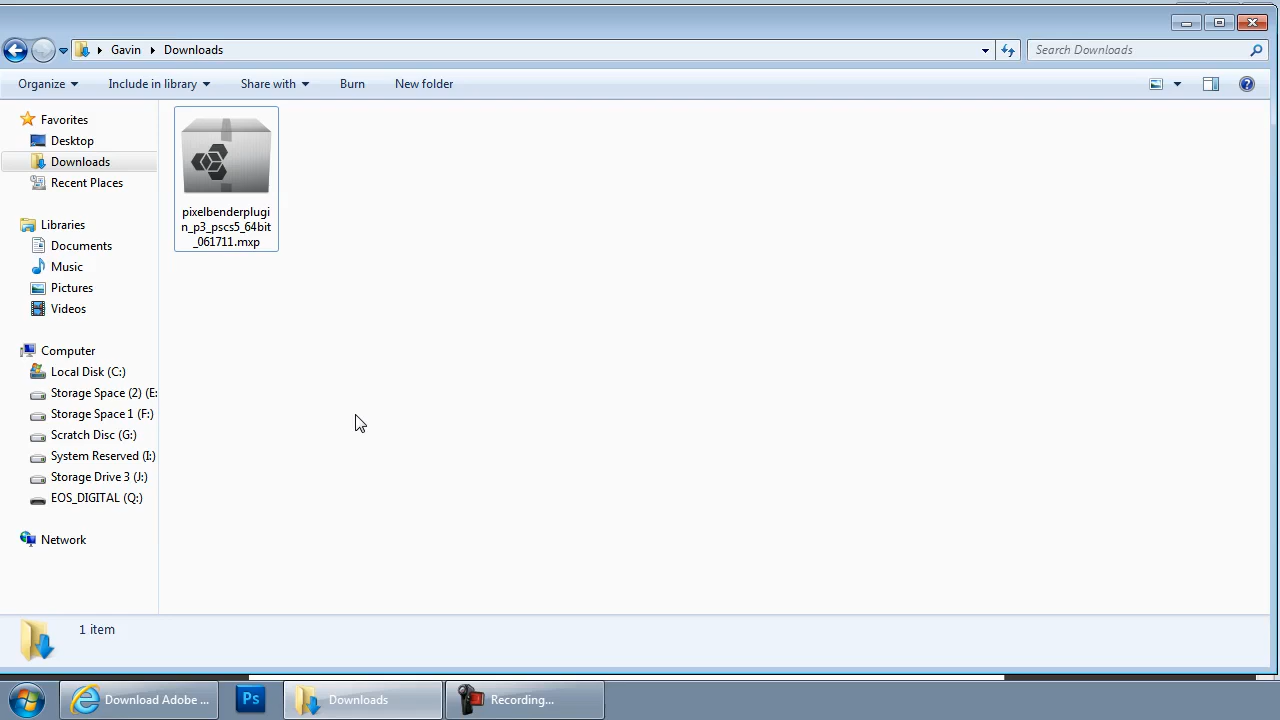 Gavin Downloads
Search Downloads
Organize Include in library Share with Burn New folder
Favorites
Desktop
Downloads
Recent Places
Libraries
Documents
Music
Pictures
Videos
Computer
Local Disk (C:)
Storage Space (2) (E:
Storage Space 1 (F:)
Scratch Disc (G:)
System Reserved (I:)
Storage Drive 3 (J:)
EOS_DIGITAL (Q:)
Network
pixelbenderplugi
n_p3_pscs5_64bit
_061711.mxp
1 item
Download Adobe ...
Ps
Downloads
Recording...